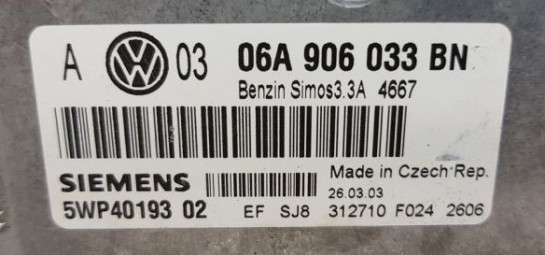 A VW 03 06A 906 033 BN
Benzin Simos3.3A 4667
Made in Czech Rep.
SIEMENS 26.03.03
5WP40193 02 EF SJ8 312710 F024 2606